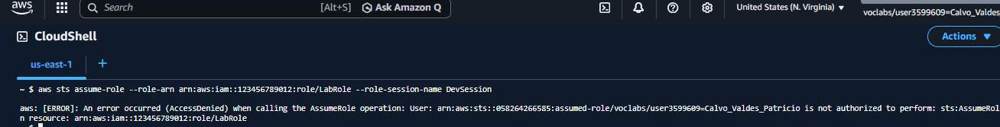 aws
Search
[Alt+S]
Ask Amazon Q
United States (N. Virginia)
voclabs/user3599609=Calvo_Valdes
CloudShell
Actions
us-east-1
+
~ $ aws sts assume-role --role-arn arn:aws:iam::123456789012:role/LabRole --role-session-name DevSession
aws: [ERROR]: An error occurred (AccessDenied) when calling the AssumeRole operation: User: arn:aws:sts::058264266585:assumed-role/voclabs/user3599609=Calvo_Valdes_Patricio is not authorized to perform: sts:AssumeRol
n resource: arn:aws:iam::123456789012:role/LabRole
~ $